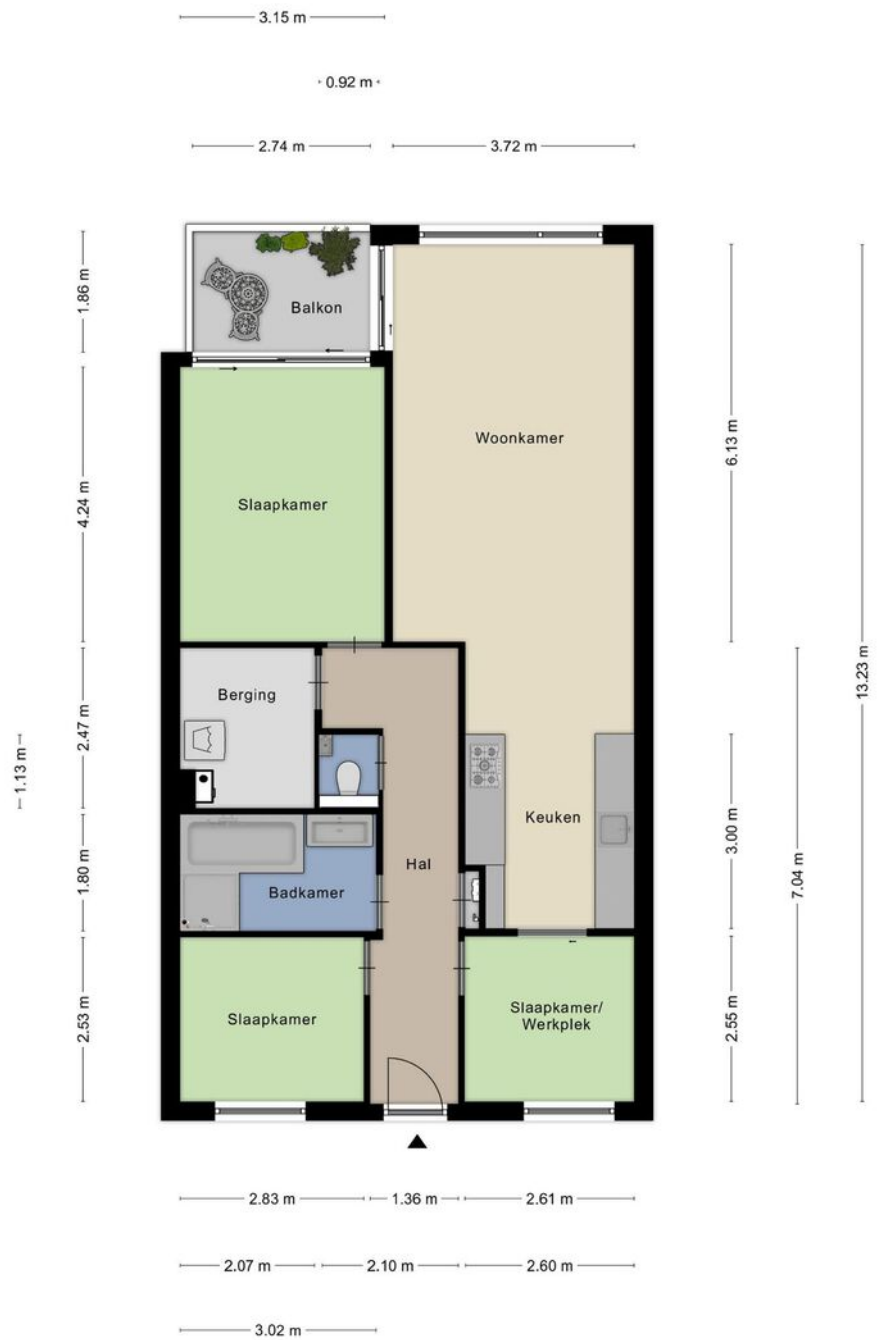 3.15 m
0.92 m
2.74 m
3.72 m
1.86 m
Balkon
6.13 m
Woonkamer
4.24 m
Slaapkamer
13.23 m
Berging
2.47 m
1.13 m
Keuken
3.00 m
Hal
7.04 m
1.80 m
Badkamer
2.53 m
Slaapkamer
Slaapkamer/
Werkplek
2.55 m
2.83 m
1.36 m
2.61 m
2.07 m
2.10 m
2.60 m
3.02 m